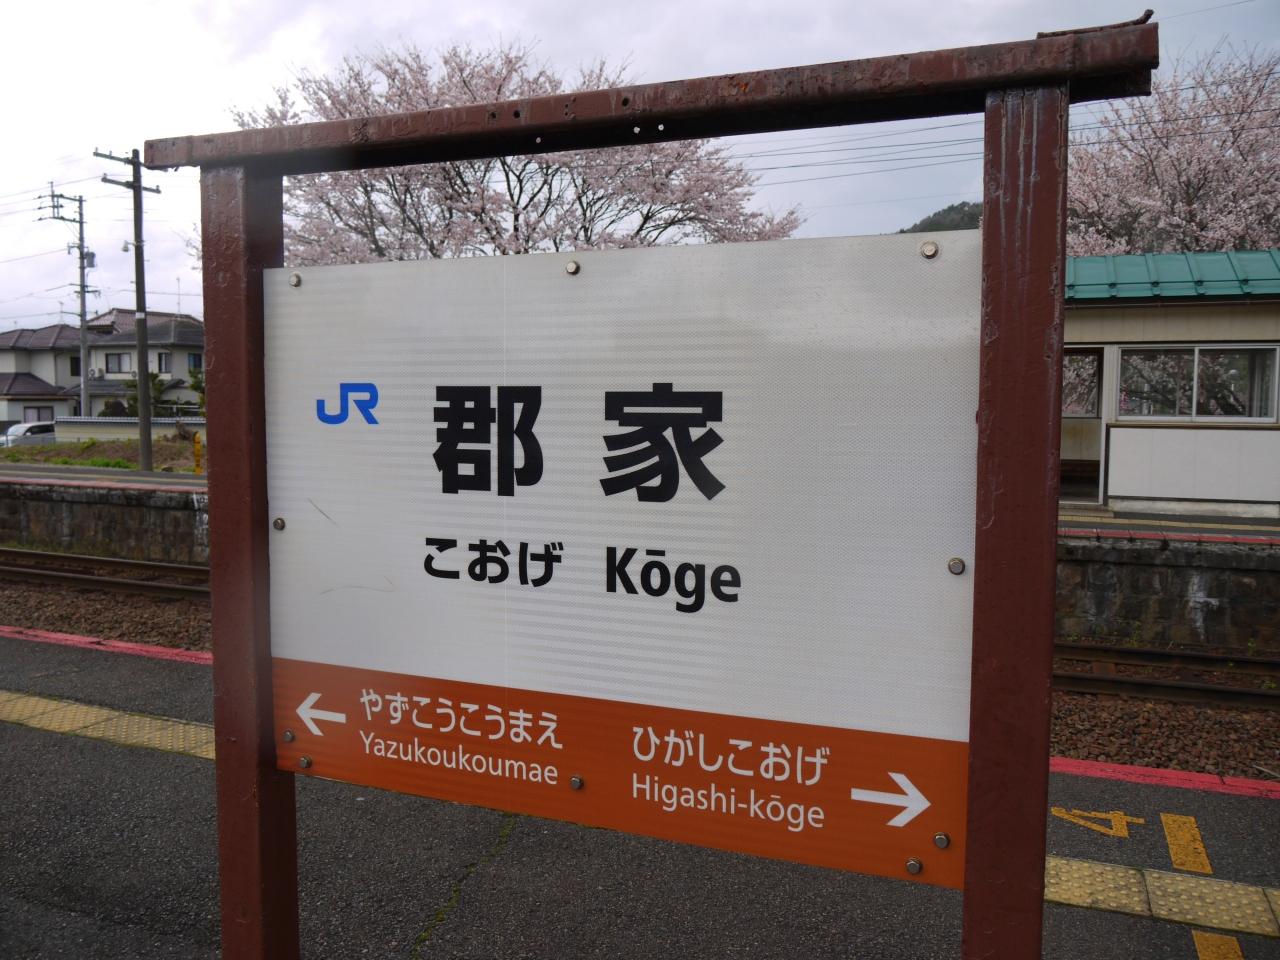 JR 郡家
こおげ Kōge
やずこうこうまえ
Yazukoukoumae
ひがしこおげ
Higashi-kōge
4